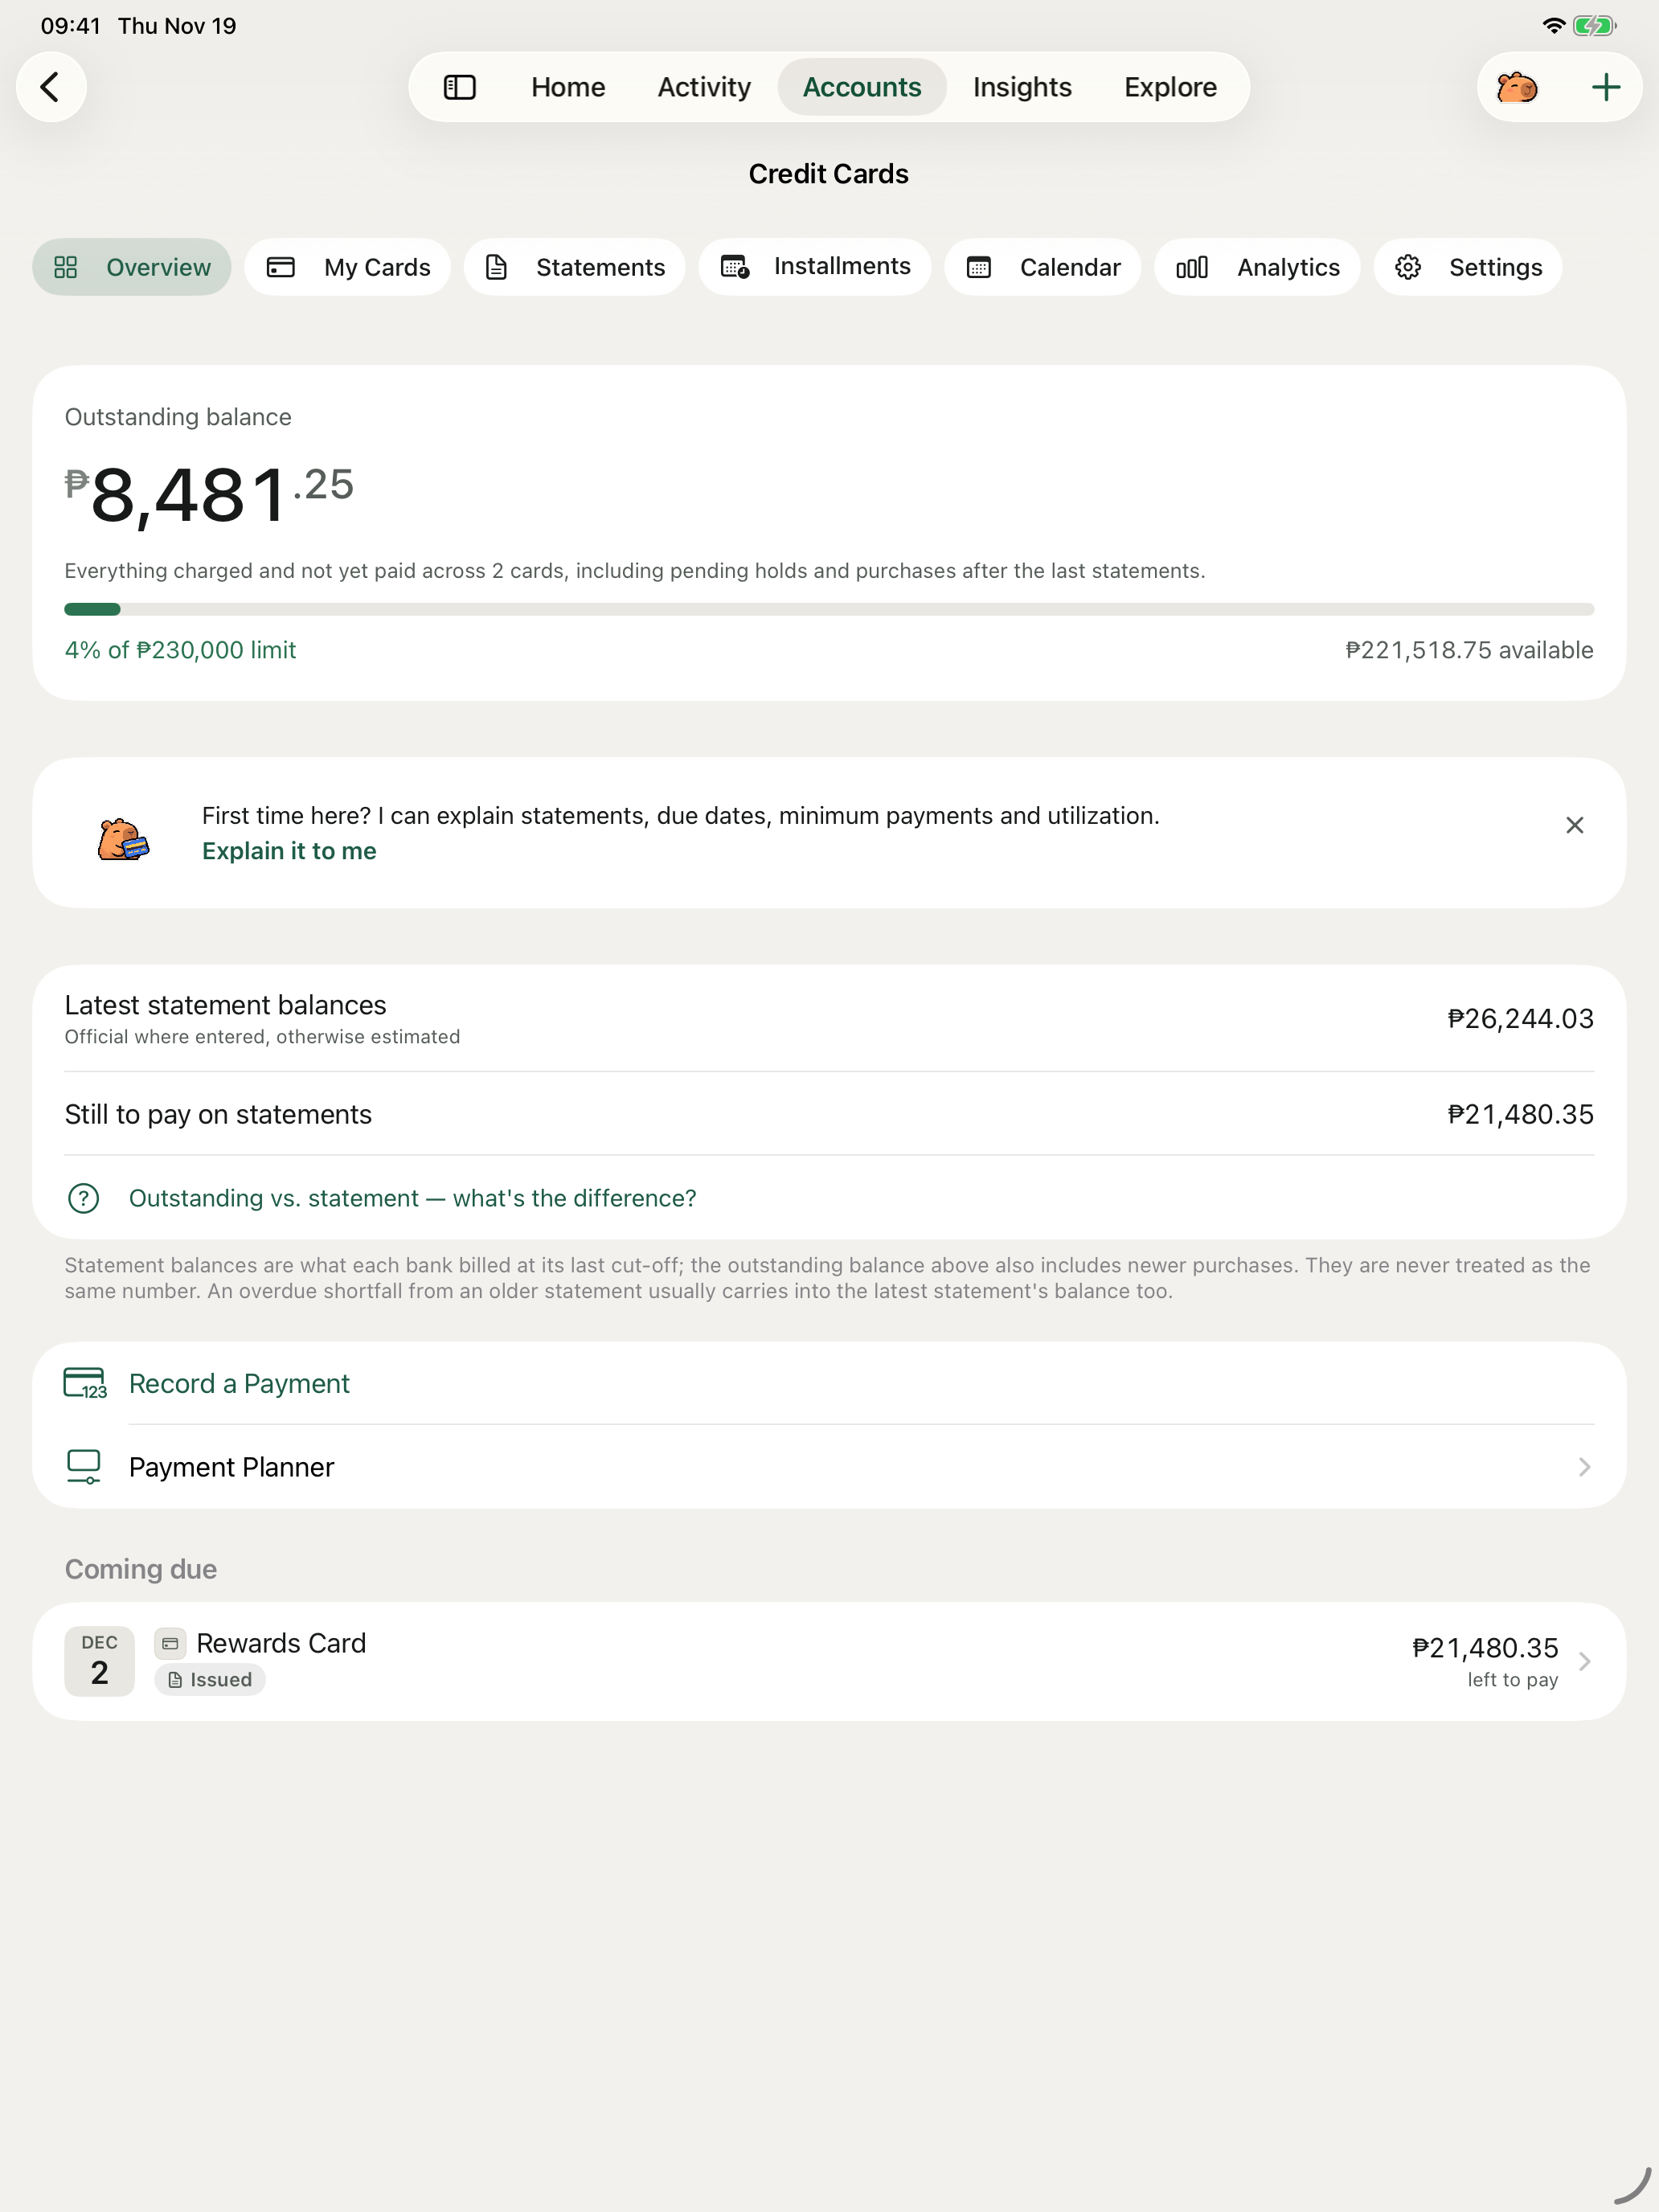 09:41 Thu Nov 19
Home Activity Accounts Insights Explore
Credit Cards
Overview My Cards Statements Installments Calendar Analytics Settings
Outstanding balance
₱8,481.25
Everything charged and not yet paid across 2 cards, including pending holds and purchases after the last statements.
4% of ₱230,000 limit ₱221,518.75 available
First time here? I can explain statements, due dates, minimum payments and utilization.
Explain it to me
Latest statement balances ₱26,244.03
Official where entered, otherwise estimated
Still to pay on statements ₱21,480.35
Outstanding vs. statement — what's the difference?
Statement balances are what each bank billed at its last cut-off; the outstanding balance above also includes newer purchases. They are never treated as the
same number. An overdue shortfall from an older statement usually carries into the latest statement's balance too.
123 Record a Payment
Payment Planner
Coming due
DEC
2
Rewards Card ₱21,480.35
Issued left to pay